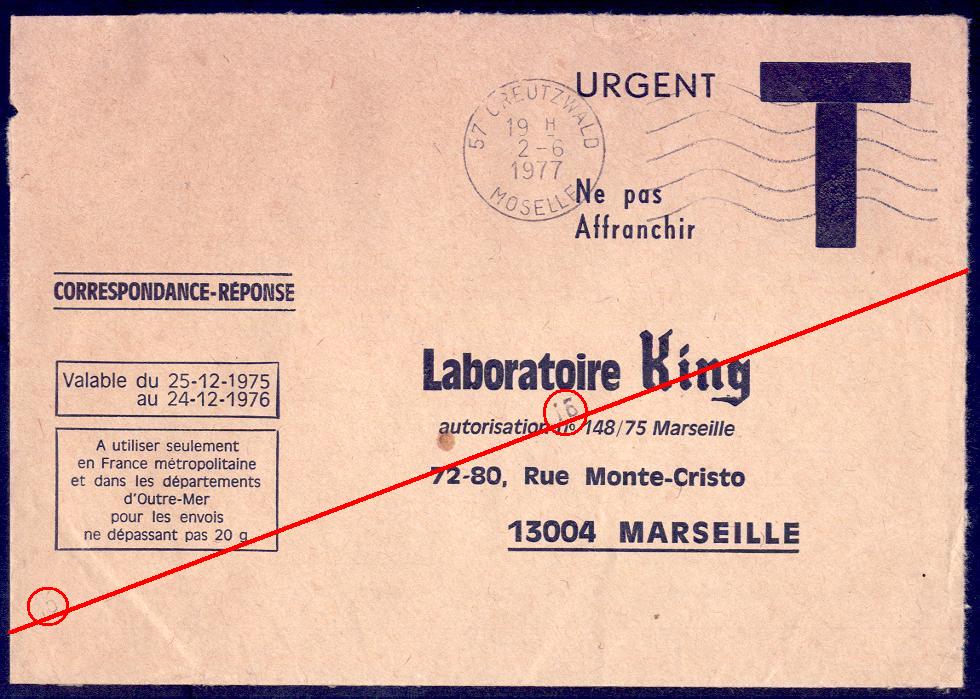 URGENT
T
57 CREUTZWALD
19 H
2-6
1977
MOSELLE
Ne pas
Affranchir
CORRESPONDANCE-RÉPONSE
Valable du 25-12-1975
au 24-12-1976
A utiliser seulement
en France métropolitaine
et dans les départements
d'Outre-Mer
pour les envois
ne dépassant pas 20 g
Laboratoire King
autorisation nº 148/75 Marseille
72-80, Rue Monte-Cristo
13004 MARSEILLE